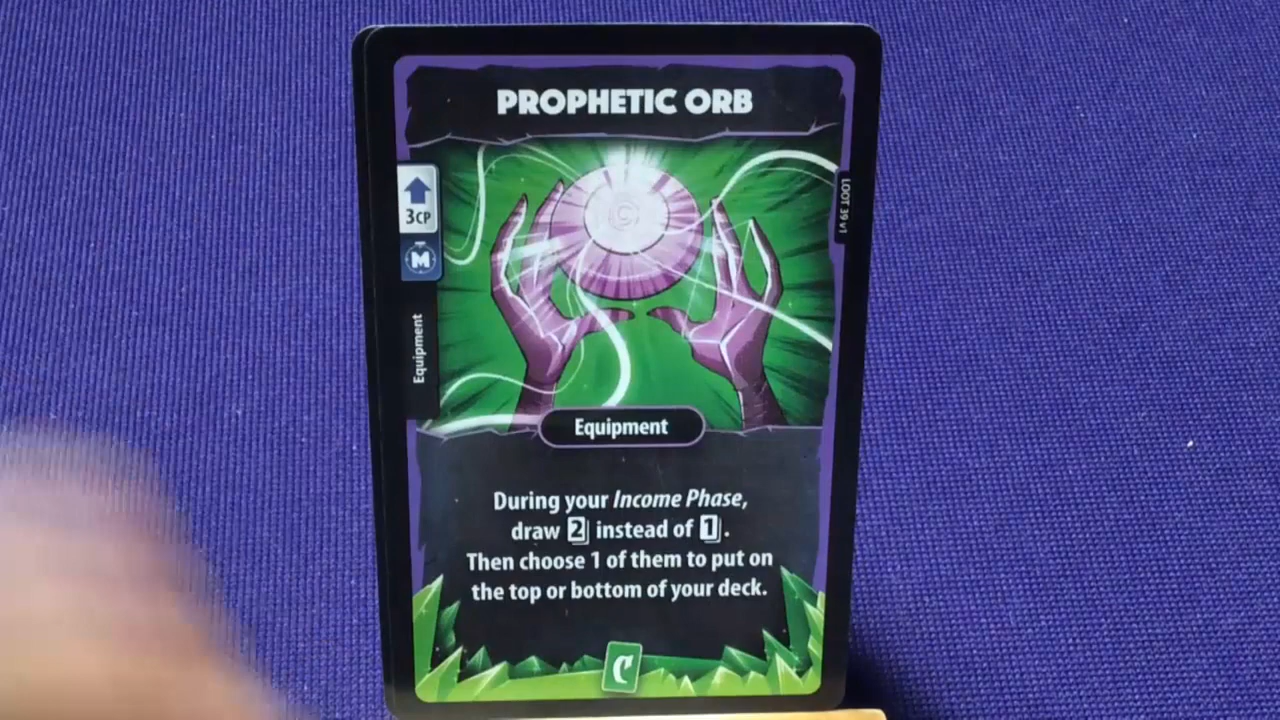 PROPHETIC ORB
3CP
M
Equipment
LOOT 39 v1
Equipment
During your Income Phase,
draw 2 instead of 1.
Then choose 1 of them to put on
the top or bottom of your deck.